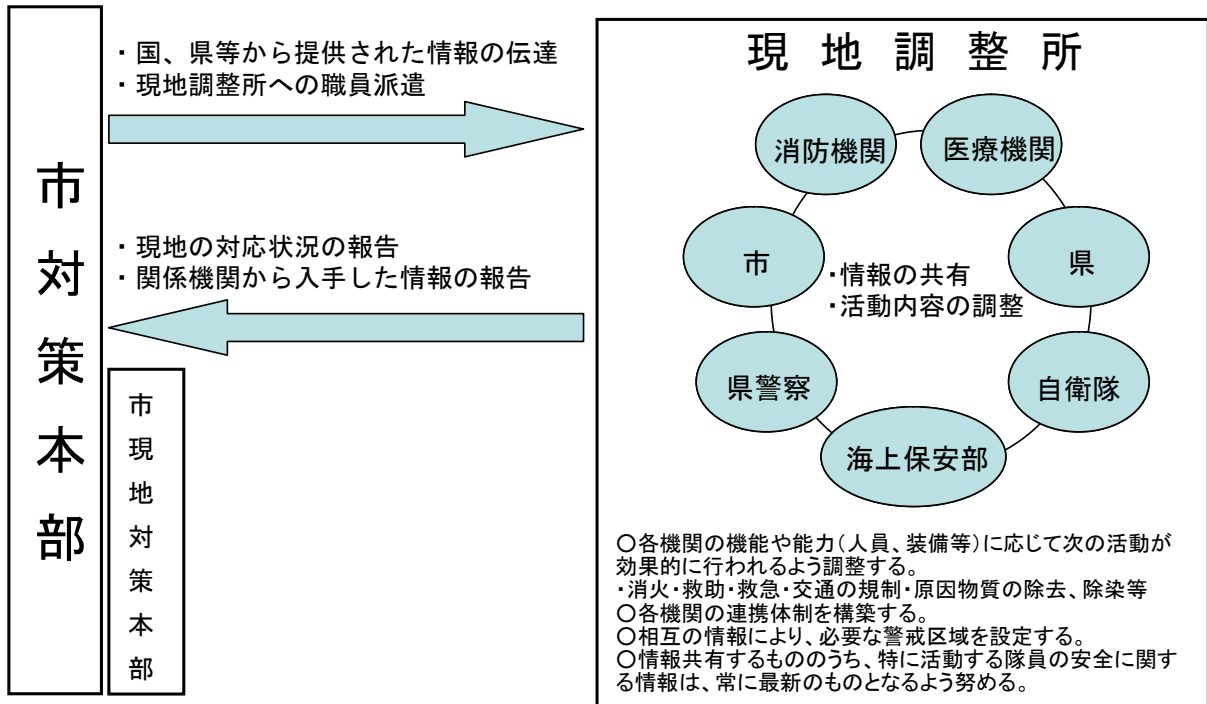 市対策本部
・国、県等から提供された情報の伝達
・現地調整所への職員派遣
・現地の対応状況の報告
・関係機関から入手した情報の報告
市現地対策本部
現地調整所
消防機関
医療機関
市
県
・情報の共有
・活動内容の調整
県警察
自衛隊
海上保安部
○各機関の機能や能力(人員、装備等)に応じて次の活動が
効果的に行われるよう調整する。
・消火・救助・救急・交通の規制・原因物質の除去、除染等
○各機関の連携体制を構築する。
○相互の情報により、必要な警戒区域を設定する。
○情報共有するもののうち、特に活動する隊員の安全に関す
る情報は、常に最新のものとなるよう努める。